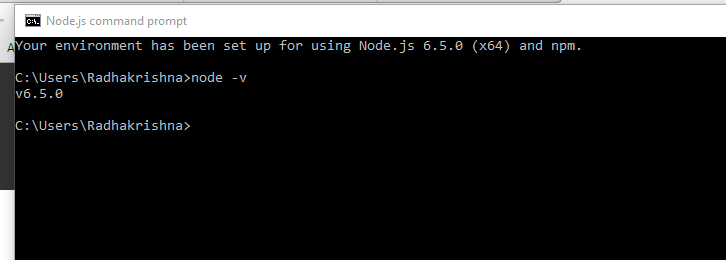 Node.js command prompt
Your environment has been set up for using Node.js 6.5.0 (x64) and npm.
C:\Users\Radhakrishna>node -v
v6.5.0
C:\Users\Radhakrishna>